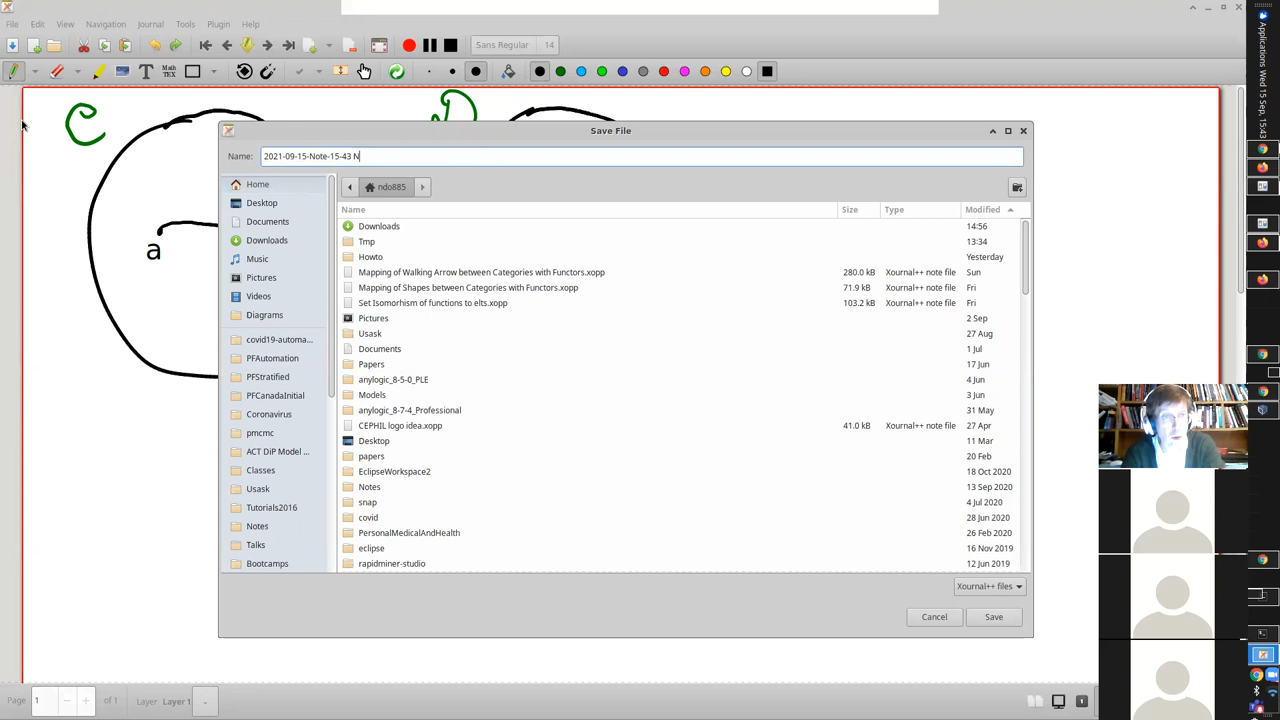 File Edit View Navigation Journal Tools Plugin Help
Sans Regular 14
Math
TEX
C
D
a
Save File
Name: 2021-09-15-Note-15-43 N
ndo885
Home
Desktop
Documents
Downloads
Music
Pictures
Videos
Diagrams
covid19-automa...
PFAutomation
PFStratified
PFCanadaInitial
Coronavirus
pmcmc
ACT DiP Model ...
Classes
Usask
Tutorials2016
Notes
Talks
Bootcamps
Name Size Type Modified
Downloads 14:56
Tmp 13:34
Howto Yesterday
Mapping of Walking Arrow between Categories with Functors.xopp 280.0 kB Xournal++ note file Sun
Mapping of Shapes between Categories with Functors.xopp 71.9 kB Xournal++ note file Fri
Set Isomorhism of functions to elts.xopp 103.2 kB Xournal++ note file Fri
Pictures 2 Sep
Usask 27 Aug
Documents 1 Jul
Papers 17 Jun
anylogic_8-5-0_PLE 4 Jun
Models 3 Jun
anylogic_8-7-4_Professional 31 May
CEPHIL logo idea.xopp 41.0 kB Xournal++ note file 27 Apr
Desktop 11 Mar
papers 20 Feb
EclipseWorkspace2 18 Oct 2020
Notes 13 Sep 2020
snap 4 Jul 2020
covid 28 Jun 2020
PersonalMedicalAndHealth 26 Feb 2020
eclipse 16 Nov 2019
rapidminer-studio 12 Jun 2019
Xournal++ files
Cancel Save
Page 1 of 1 Layer Layer 1
1
Applications Wed 15 Sep, 15:43